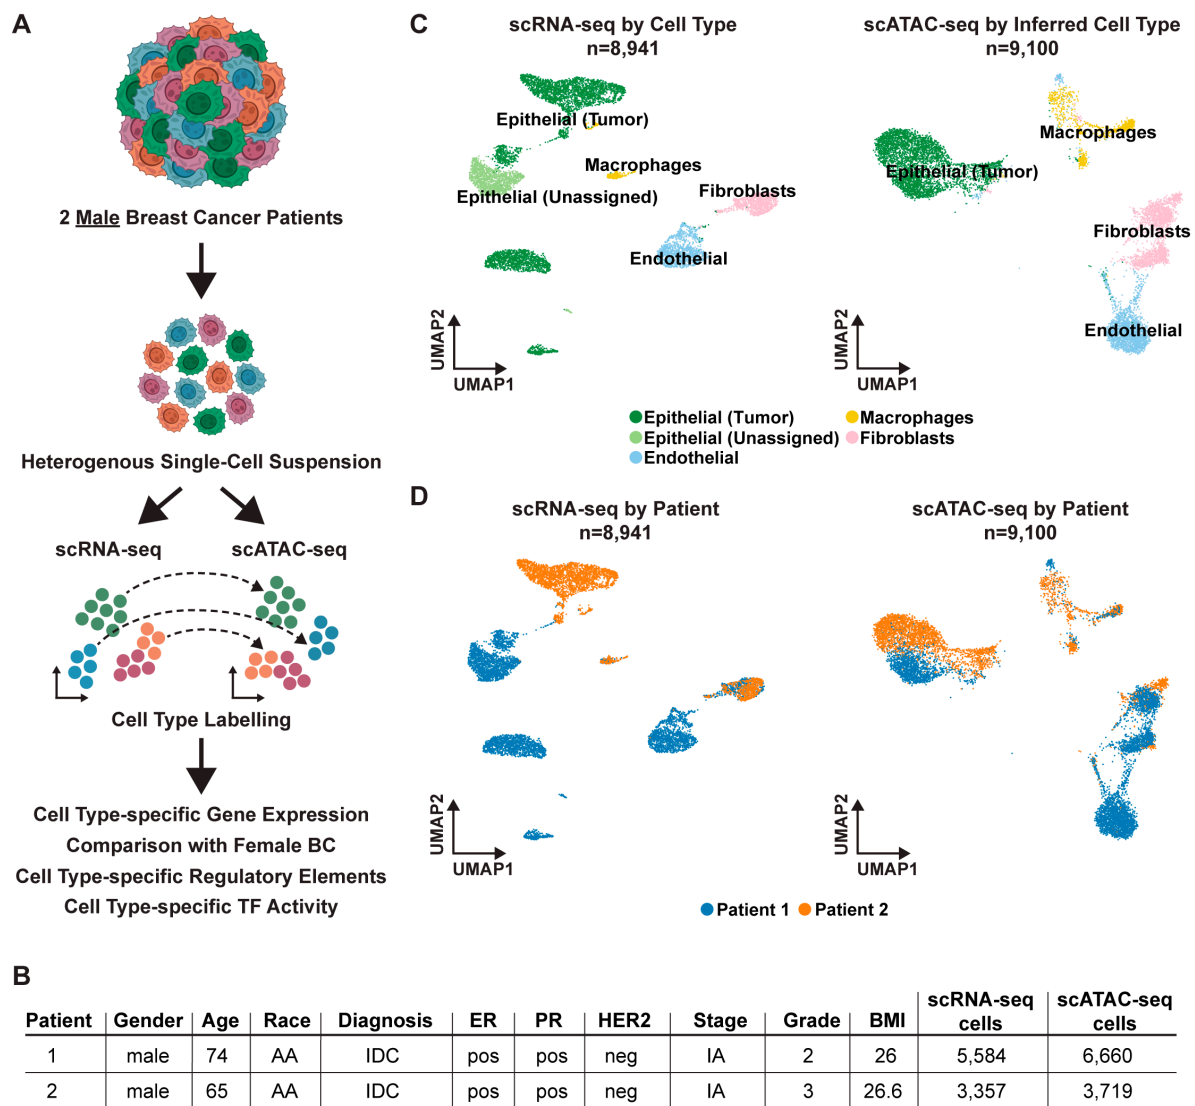 A
2 Male Breast Cancer Patients
Heterogenous Single-Cell Suspension
scRNA-seq
scATAC-seq
Cell Type Labelling
Cell Type-specific Gene Expression
Comparison with Female BC
Cell Type-specific Regulatory Elements
Cell Type-specific TF Activity
C
scRNA-seq by Cell Type
n=8,941
Epithelial (Tumor)
Macrophages
Epithelial (Unassigned)
Fibroblasts
Endothelial
UMAP2
UMAP1
scATAC-seq by Inferred Cell Type
n=9,100
Macrophages
Epithelial (Tumor)
Fibroblasts
Endothelial
UMAP2
UMAP1
Epithelial (Tumor)
Epithelial (Unassigned)
Endothelial
Macrophages
Fibroblasts
D
scRNA-seq by Patient
n=8,941
UMAP2
UMAP1
scATAC-seq by Patient
n=9,100
UMAP2
UMAP1
Patient 1
Patient 2
B
Patient Gender Age Race Diagnosis ER PR HER2 Stage Grade BMI scRNA-seq cells scATAC-seq cells
1 male 74 AA IDC pos pos neg IA 2 26 5,584 6,660
2 male 65 AA IDC pos pos neg IA 3 26.6 3,357 3,719